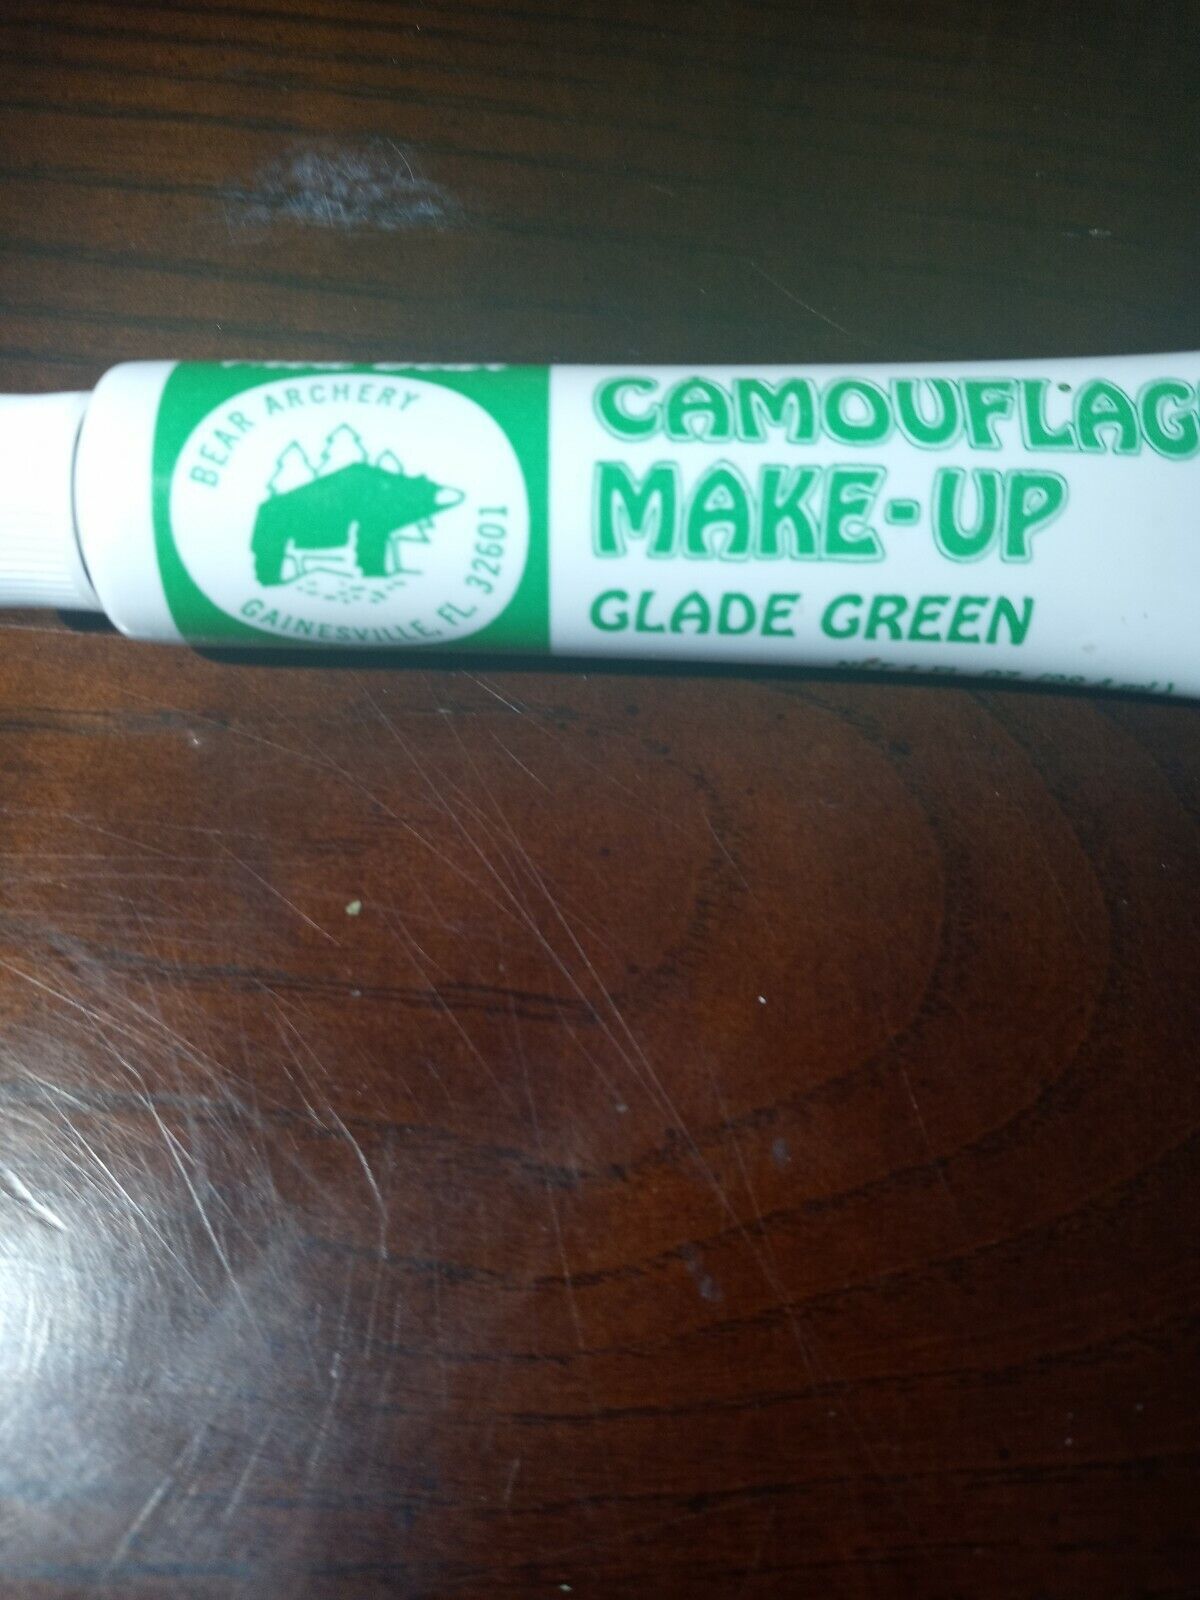 BEAR ARCHERY
GAINESVILLE, FL. 32601
CAMOUFLAG
MAKE-UP
GLADE GREEN